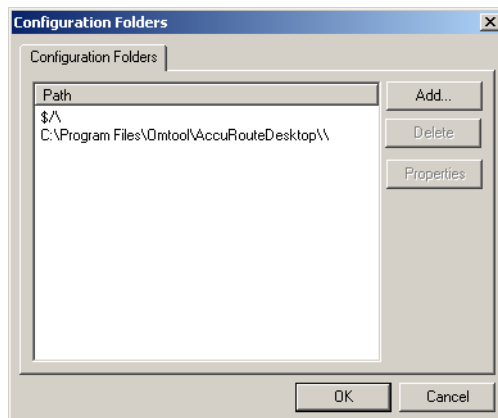 Configuration Folders
Configuration Folders
Path
$/\
C:\Program Files\Omtool\AccuRouteDesktop\\
Add...
Delete
Properties
OK
Cancel